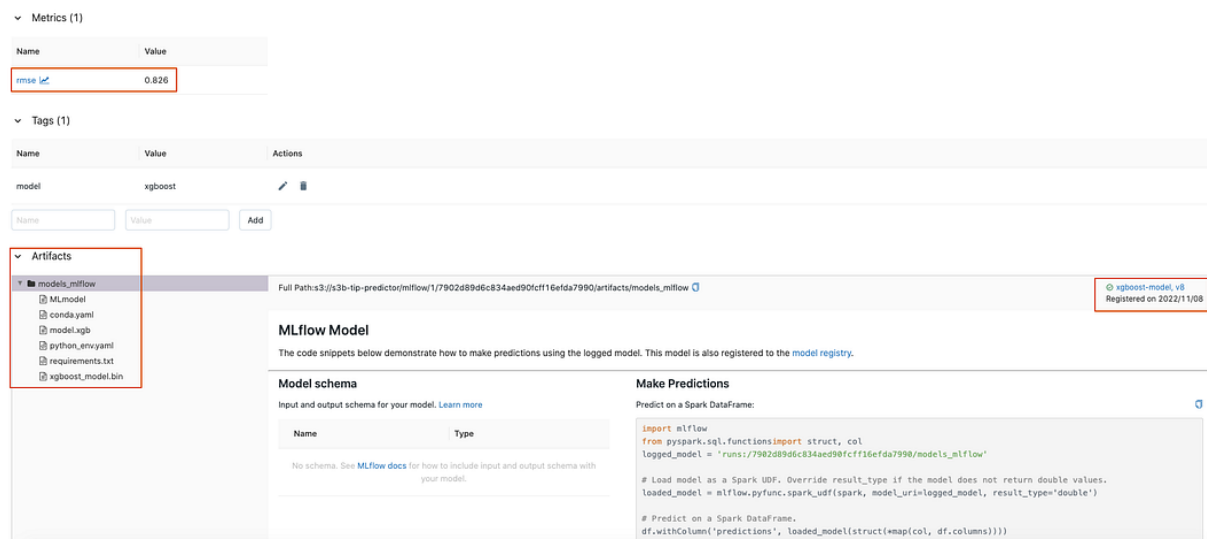 Metrics (1)
Name Value
rmse 0.826
Tags (1)
Name Value Actions
model xgboost
Name Value Add
Artifacts
models_mlflow
MLmodel
conda.yaml
model.xgb
python_env.yaml
requirements.txt
xgboost_model.bin
Full Path:s3://s3b-tip-predictor/mlflow/1/7902d89d6c834aed90fcff16efda7990/artifacts/models_mlflow
xgboost-model, v8
Registered on 2022/11/08
MLflow Model
The code snippets below demonstrate how to make predictions using the logged model. This model is also registered to the model registry.
Model schema
Input and output schema for your model. Learn more
Name Type
No schema. See MLflow docs for how to include input and output schema with
your model.
Make Predictions
Predict on a Spark DataFrame:
import mlflow
from pyspark.sql.functionsimport struct, col
logged_model = 'runs:/7902d89d6c834aed90fcff16efda7990/models_mlflow'
# Load model as a Spark UDF. Override result_type if the model does not return double values.
loaded_model = mlflow.pyfunc.spark_udf(spark, model_uri=logged_model, result_type='double')
# Predict on a Spark DataFrame.
df.withColumn('predictions', loaded_model(struct(*map(col, df.columns))))